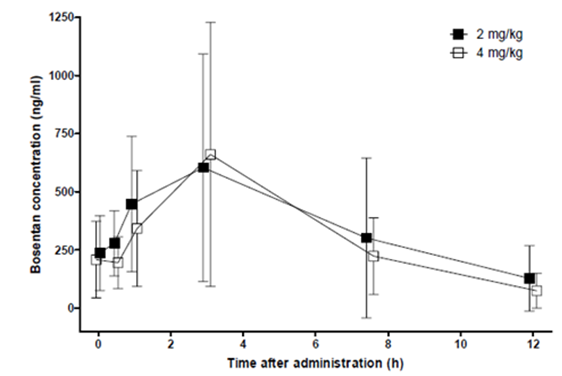 1250
1000
750
500
250
0
Bosentan concentration (ng/ml)
2 mg/kg
4 mg/kg
0 2 4 6 8 10 12
Time after administration (h)